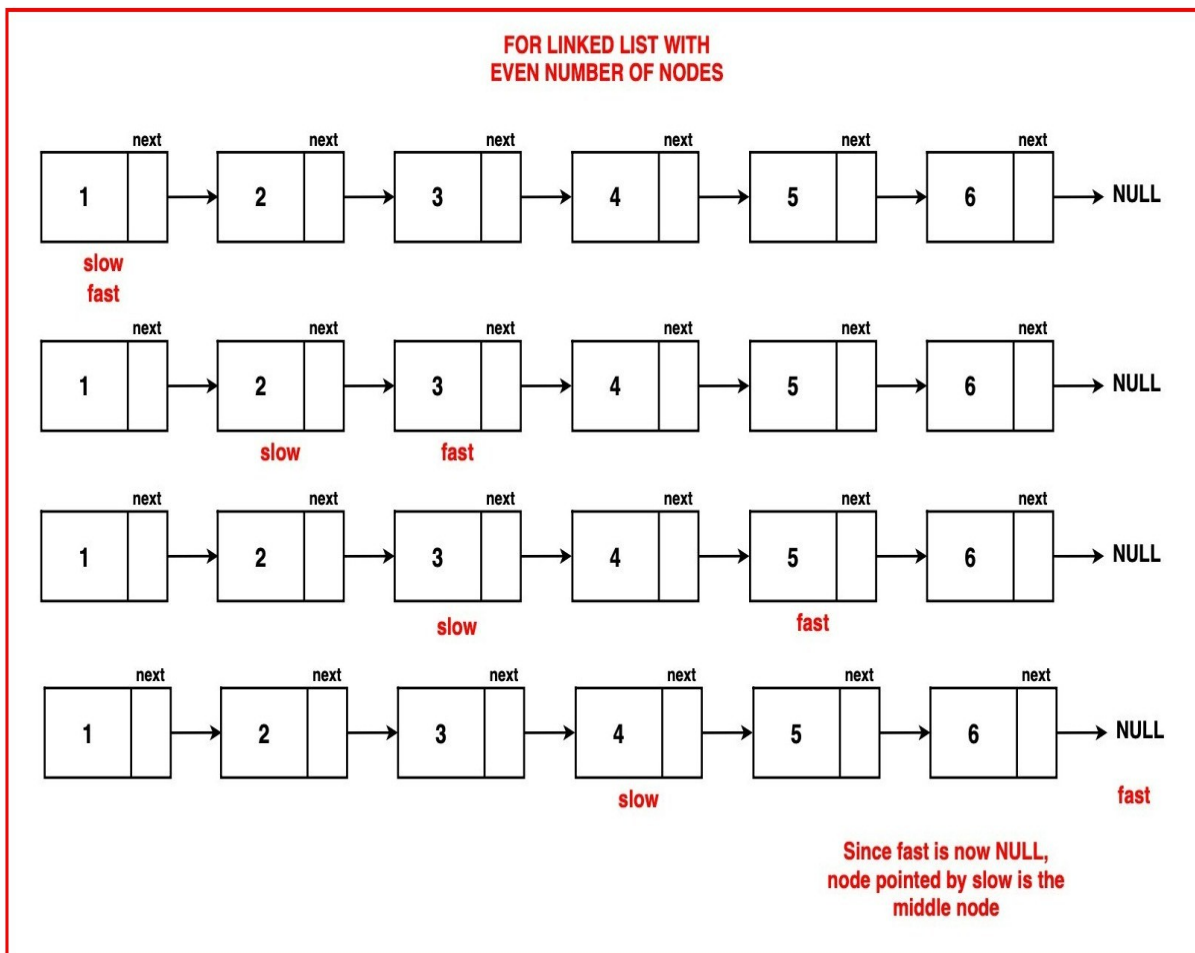 FOR LINKED LIST WITH
EVEN NUMBER OF NODES
next next next next next next
1 2 3 4 5 6 NULL
slow
fast
next next next next next next
1 2 3 4 5 6 NULL
slow fast
next next next next next next
1 2 3 4 5 6 NULL
slow fast
next next next next next next
1 2 3 4 5 6 NULL
slow fast
Since fast is now NULL,
node pointed by slow is the
middle node